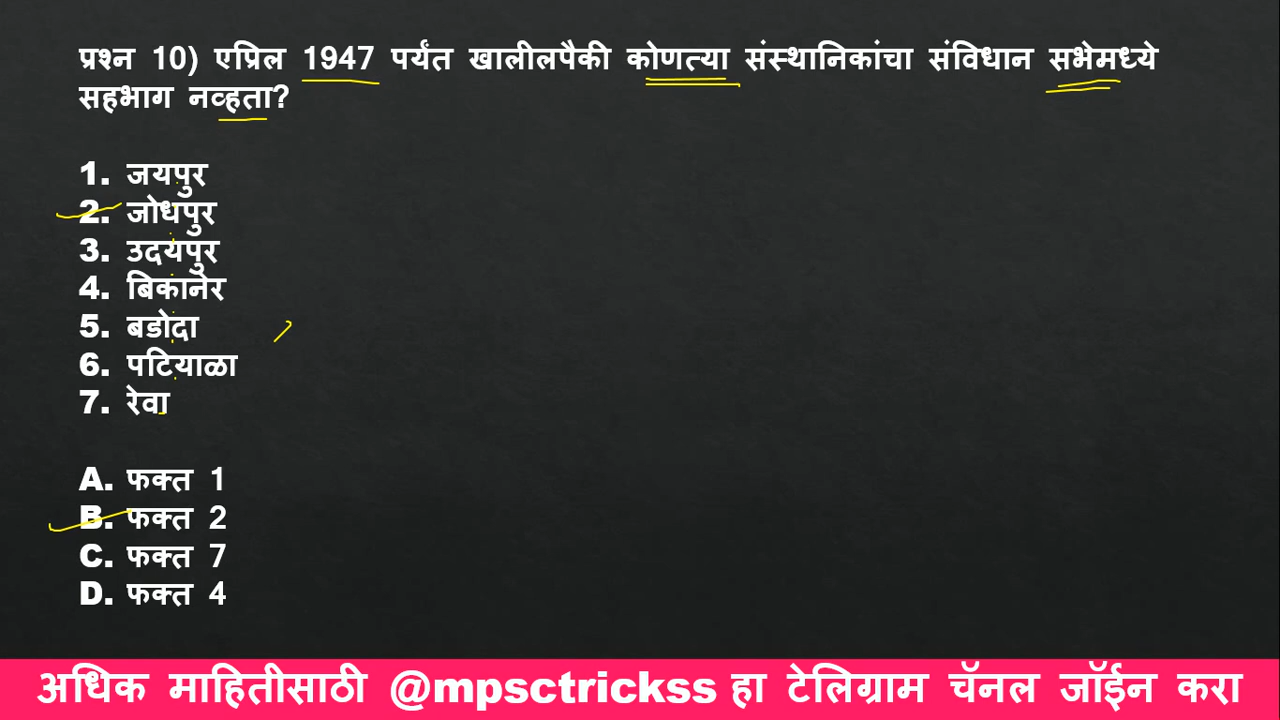 प्रश्न 10) एप्रिल 1947 पर्यंत खालीलपैकी कोणत्या संस्थानिकांचा संविधान सभेमध्ये
सहभाग नव्हता?
1. जयपुर
2. जोधपुर
3. उदयपुर
4. बिकानेर
5. बडोदा
6. पटियाळा
7. रेवा
A. फक्त 1
B. फक्त 2
C. फक्त 7
D. फक्त 4
अधिक माहितीसाठी @mpsctrickss हा टेलिग्राम चॅनल जॉईन करा